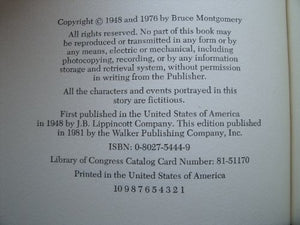 Copyright © 1948 and 1976 by Bruce Montgomery
All rights reserved. No part of this book may
be reproduced or transmitted in any form or by
any means, electric or mechanical, including
photocopying, recording, or by any information
storage and retrieval system, without permission
in writing from the Publisher.
All the characters and events portrayed in this
story are fictitious.
First published in the United States of America
in 1948 by J.B. Lippincott Company. This edition published
in 1981 by the Walker Publishing Company, Inc.
ISBN: 0-8027-5444-9
Library of Congress Catalog Card Number: 81-51170
Printed in the United States of America
10 9 8 7 6 5 4 3 2 1